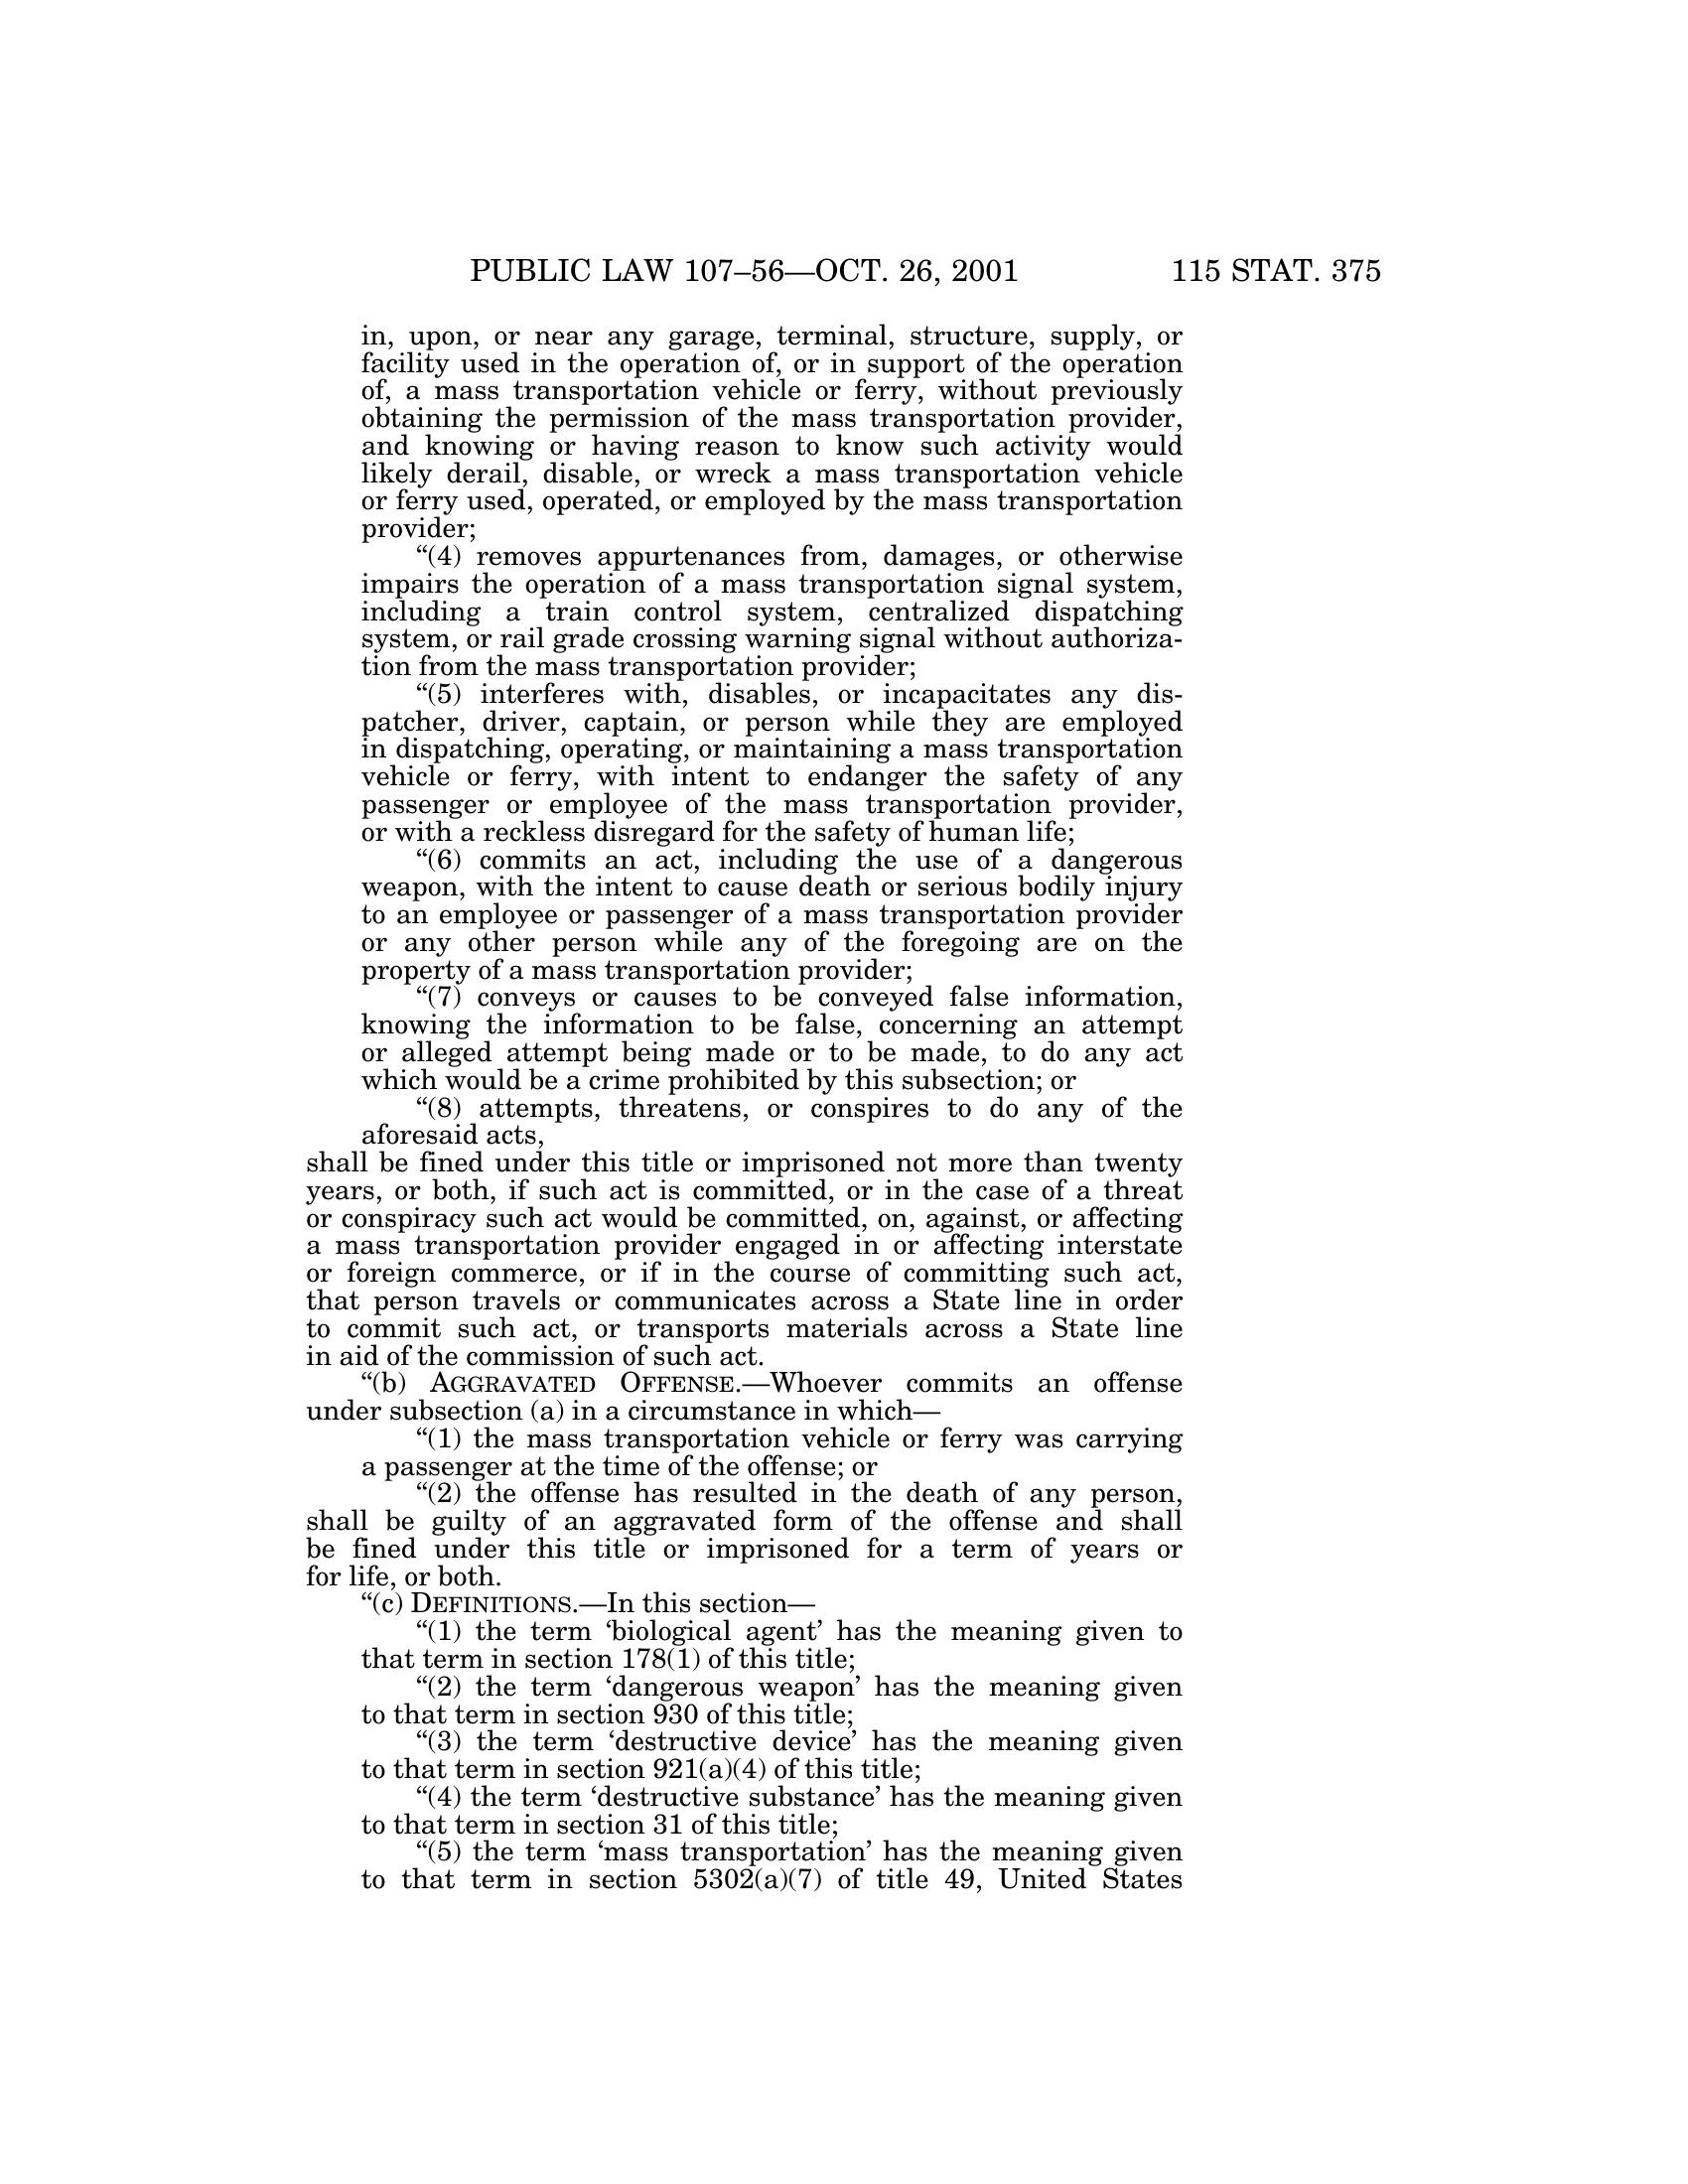 PUBLIC LAW 107–56—OCT. 26, 2001 115 STAT. 375
in, upon, or near any garage, terminal, structure, supply, or
facility used in the operation of, or in support of the operation
of, a mass transportation vehicle or ferry, without previously
obtaining the permission of the mass transportation provider,
and knowing or having reason to know such activity would
likely derail, disable, or wreck a mass transportation vehicle
or ferry used, operated, or employed by the mass transportation
provider;
“(4) removes appurtenances from, damages, or otherwise
impairs the operation of a mass transportation signal system,
including a train control system, centralized dispatching
system, or rail grade crossing warning signal without authoriza-
tion from the mass transportation provider;
“(5) interferes with, disables, or incapacitates any dis-
patcher, driver, captain, or person while they are employed
in dispatching, operating, or maintaining a mass transportation
vehicle or ferry, with intent to endanger the safety of any
passenger or employee of the mass transportation provider,
or with a reckless disregard for the safety of human life;
“(6) commits an act, including the use of a dangerous
weapon, with the intent to cause death or serious bodily injury
to an employee or passenger of a mass transportation provider
or any other person while any of the foregoing are on the
property of a mass transportation provider;
“(7) conveys or causes to be conveyed false information,
knowing the information to be false, concerning an attempt
or alleged attempt being made or to be made, to do any act
which would be a crime prohibited by this subsection; or
“(8) attempts, threatens, or conspires to do any of the
aforesaid acts,
shall be fined under this title or imprisoned not more than twenty
years, or both, if such act is committed, or in the case of a threat
or conspiracy such act would be committed, on, against, or affecting
a mass transportation provider engaged in or affecting interstate
or foreign commerce, or if in the course of committing such act,
that person travels or communicates across a State line in order
to commit such act, or transports materials across a State line
in aid of the commission of such act.
“(b) AGGRAVATED OFFENSE.—Whoever commits an offense
under subsection (a) in a circumstance in which—
“(1) the mass transportation vehicle or ferry was carrying
a passenger at the time of the offense; or
“(2) the offense has resulted in the death of any person,
shall be guilty of an aggravated form of the offense and shall
be fined under this title or imprisoned for a term of years or
for life, or both.
“(c) DEFINITIONS.—In this section—
“(1) the term ‘biological agent’ has the meaning given to
that term in section 178(1) of this title;
“(2) the term ‘dangerous weapon’ has the meaning given
to that term in section 930 of this title;
“(3) the term ‘destructive device’ has the meaning given
to that term in section 921(a)(4) of this title;
“(4) the term ‘destructive substance’ has the meaning given
to that term in section 31 of this title;
“(5) the term ‘mass transportation’ has the meaning given
to that term in section 5302(a)(7) of title 49, United States